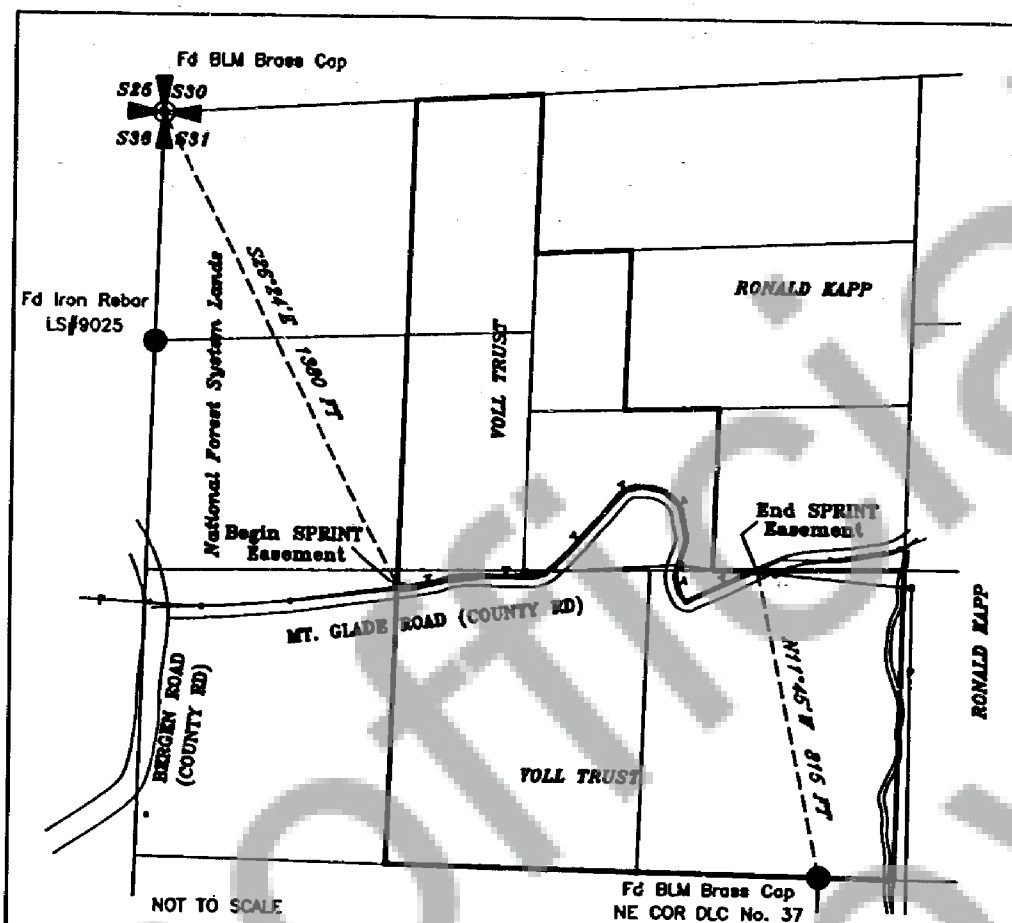 Fd BLM Brass Cap
S25 S30
S36 S31
S26°24'E 1380 FT
National Forest System Lands
Fd Iron Rebar
LS#9025
RONALD KAPP
VOLL TRUST
Begin SPRINT
Easement
End SPRINT
Easement
MT. GLADE ROAD (COUNTY RD)
BERGEN ROAD
(COUNTY RD)
N11°45'W 815 FT
RONALD KAPP
VOLL TRUST
NOT TO SCALE
Fd BLM Brass Cap
NE COR DLC No. 37